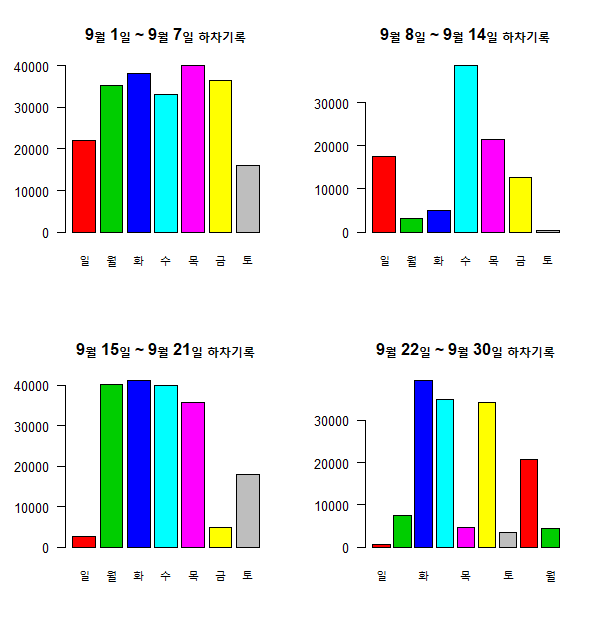 9월 1일 ~ 9월 7일 하차기록
40000
30000
20000
10000
0
일 월 화 수 목 금 토
9월 8일 ~ 9월 14일 하차기록
30000
20000
10000
0
일 월 화 수 목 금 토
9월 15일 ~ 9월 21일 하차기록
40000
30000
20000
10000
0
일 월 화 수 목 금 토
9월 22일 ~ 9월 30일 하차기록
30000
20000
10000
0
일 화 목 토 월